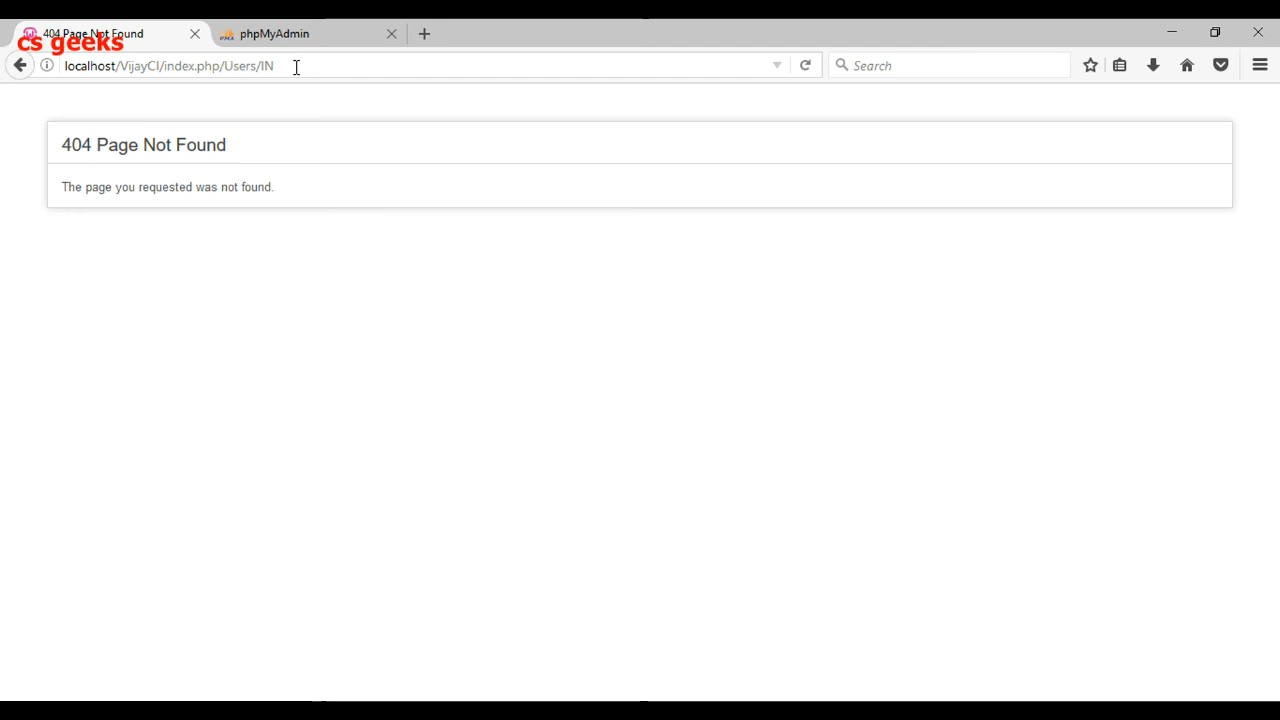 404 Page Not Found
phpMyAdmin
cs geeks
localhost/VijayCI/index.php/Users/IN
Search
404 Page Not Found
The page you requested was not found.